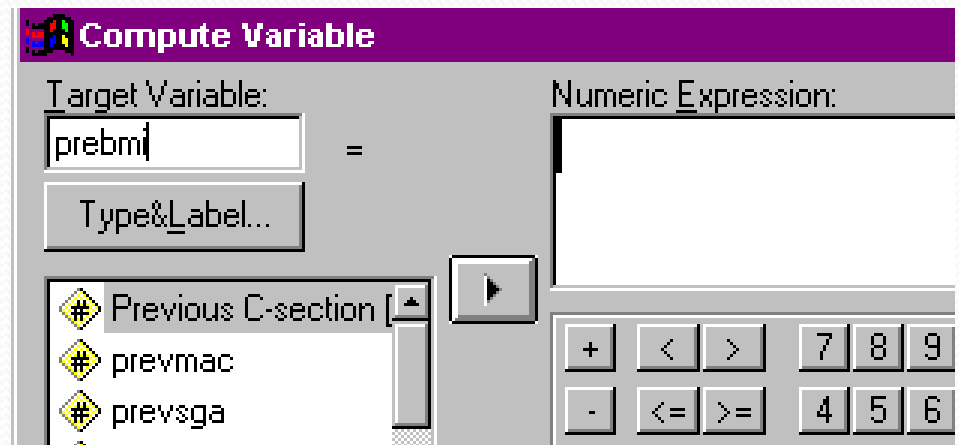 Compute Variable
Target Variable:
Numeric Expression:
prebmi
=
Type&Label...
Previous C-section [
prevmac
prevsga
+ < > 7 8 9
- <= >= 4 5 6